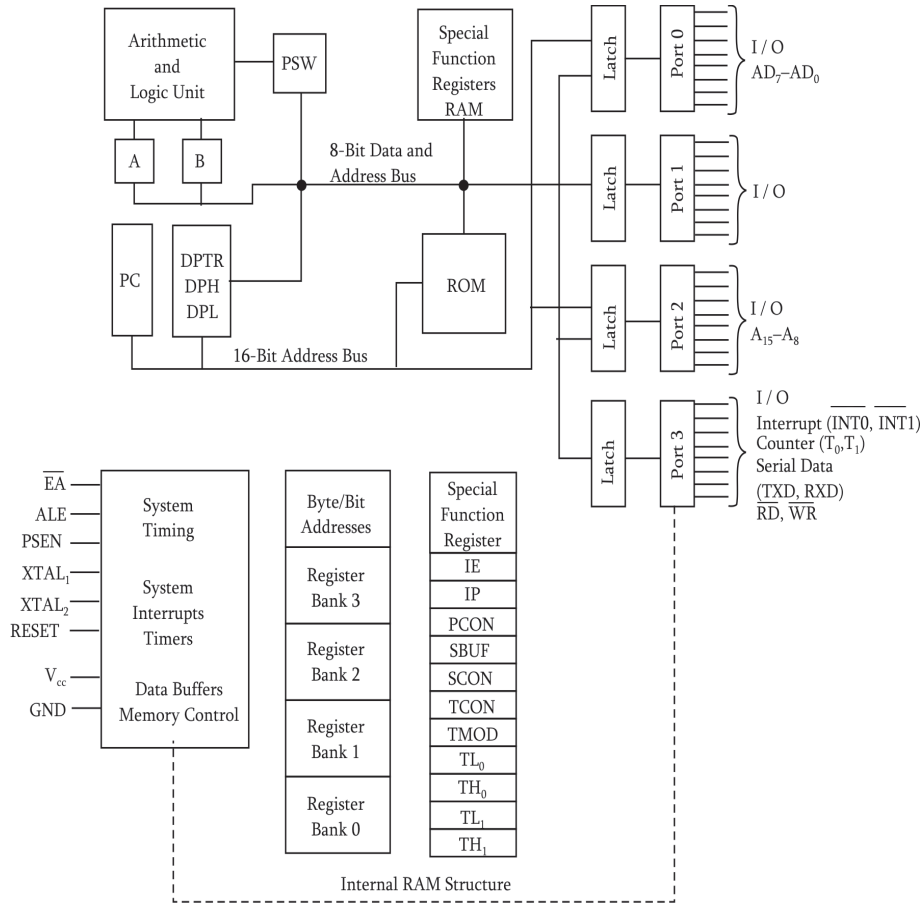 Arithmetic
and
Logic Unit
PSW
A
B
Special
Function
Registers
RAM
8-Bit Data and
Address Bus
PC
DPTR
DPH
DPL
ROM
16-Bit Address Bus
Latch
Port 0
I / O
AD₇–AD₀
Latch
Port 1
I / O
Latch
Port 2
I / O
A₁₅–A₈
Latch
Port 3
I / O
Interrupt (I̅N̅T̅0̅, I̅N̅T̅1̅)
Counter (T₀,T₁)
Serial Data
(TXD, RXD)
R̅D̅, W̅R̅
E̅A̅
ALE
PSEN
XTAL₁
XTAL₂
RESET
Vcc
GND
System
Timing
System
Interrupts
Timers
Data Buffers
Memory Control
Byte/Bit
Addresses
Register
Bank 3
Register
Bank 2
Register
Bank 1
Register
Bank 0
Special
Function
Register
IE
IP
PCON
SBUF
SCON
TCON
TMOD
TL₀
TH₀
TL₁
TH₁
Internal RAM Structure